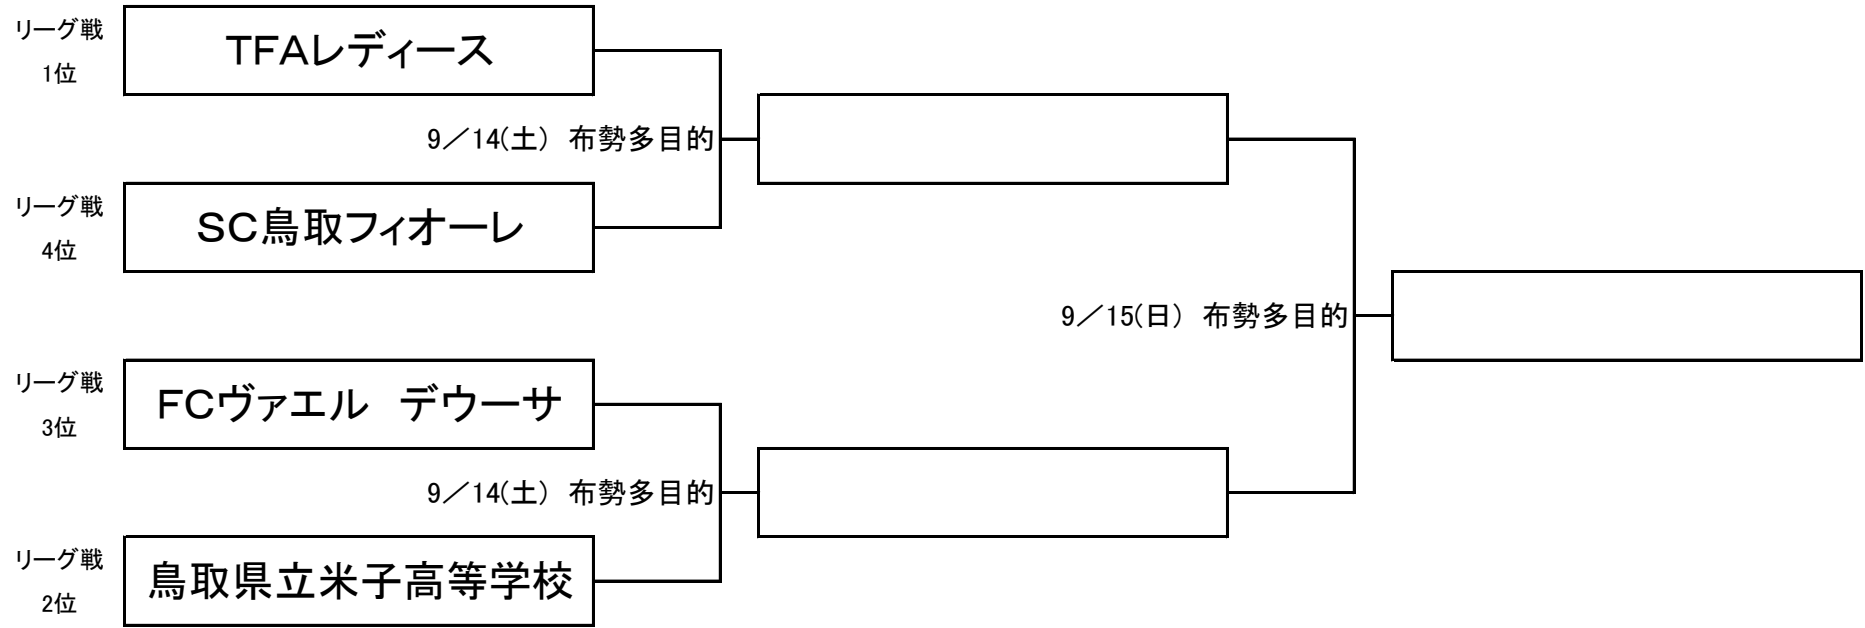 リーグ戦
1位
TFAレディース
9/14(土) 布勢多目的
リーグ戦
4位
SC鳥取フィオーレ
9/15(日) 布勢多目的
リーグ戦
3位
FCヴァエル　デウーサ
9/14(土) 布勢多目的
リーグ戦
2位
鳥取県立米子高等学校